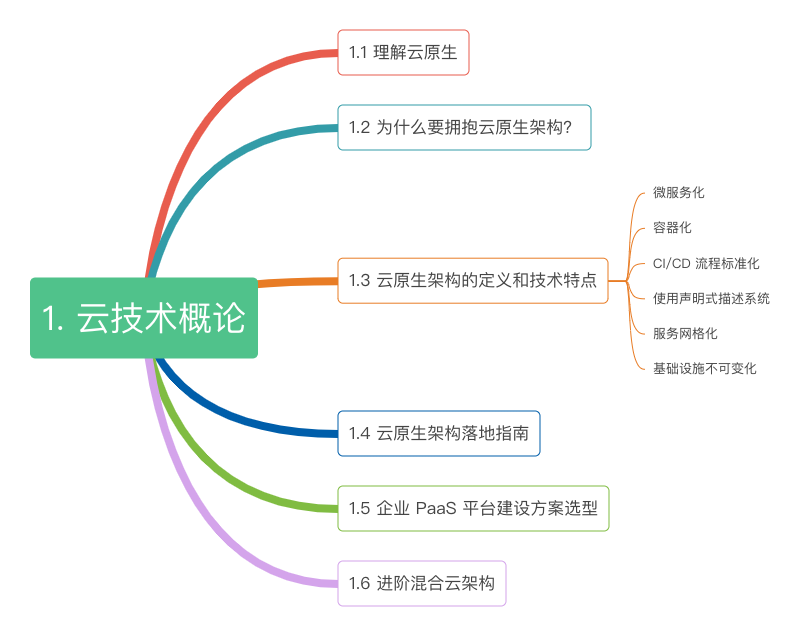 1. 云技术概论
1.1 理解云原生
1.2 为什么要拥抱云原生架构?
1.3 云原生架构的定义和技术特点
微服务化
容器化
CI/CD 流程标准化
使用声明式描述系统
服务网格化
基础设施不可变化
1.4 云原生架构落地指南
1.5 企业 PaaS 平台建设方案选型
1.6 进阶混合云架构